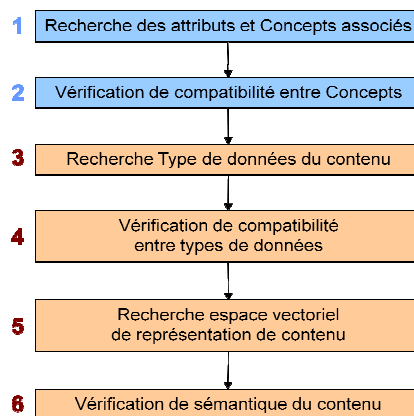 1 Recherche des attributs et Concepts associés
2 Vérification de compatibilité entre Concepts
3 Recherche Type de données du contenu
4 Vérification de compatibilité
entre types de données
5 Recherche espace vectoriel
de représentation de contenu
6 Vérification de sémantique du contenu